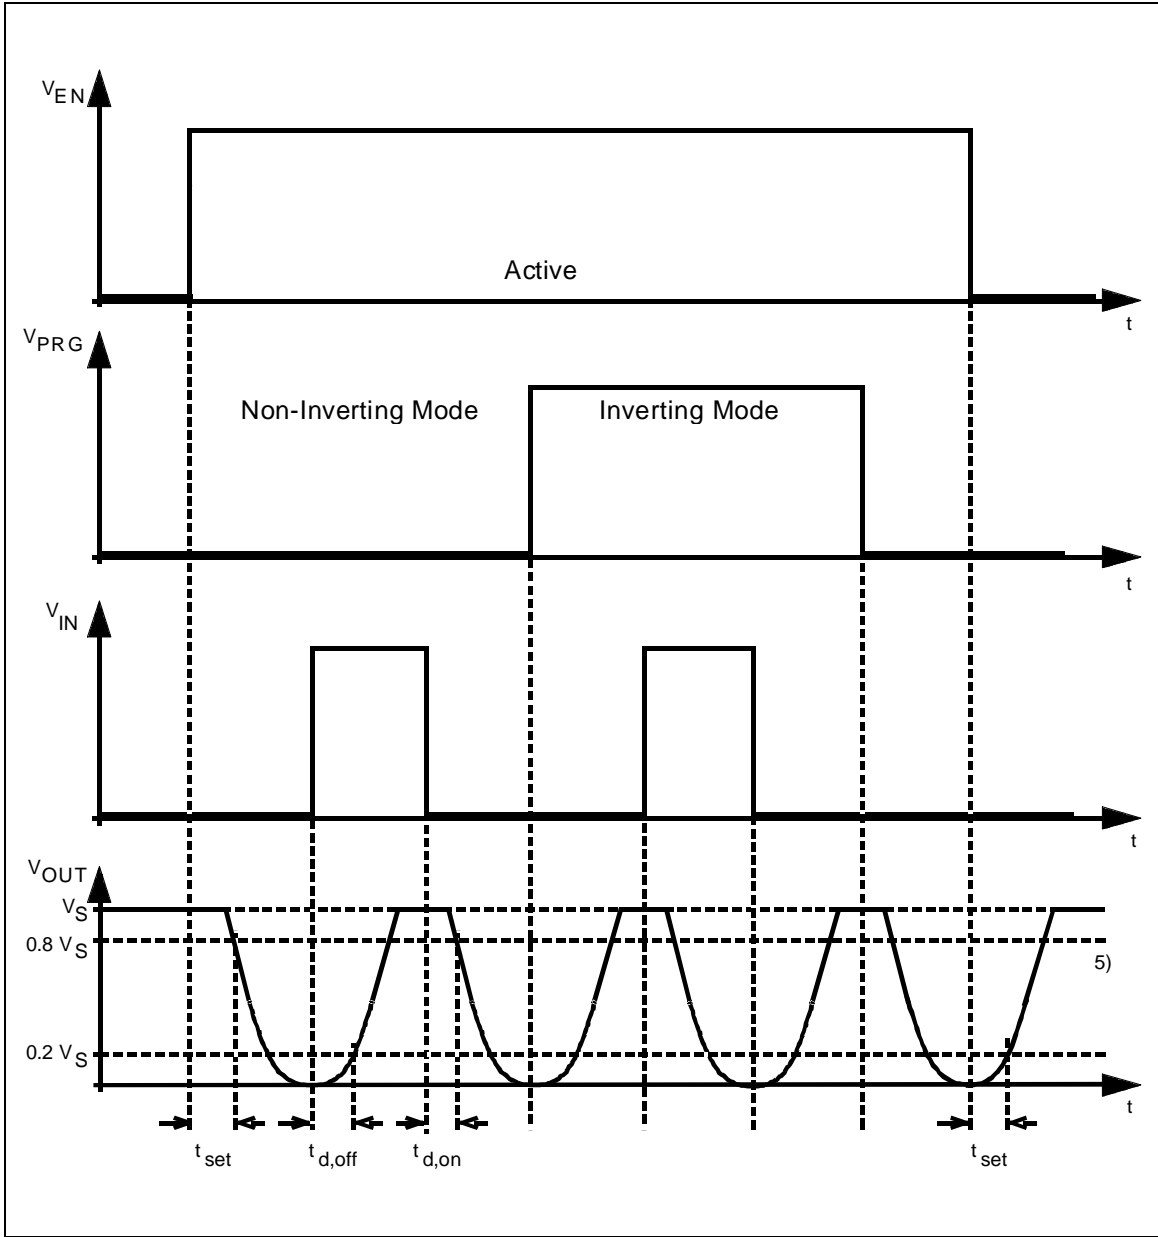 VEN
Active
t
VPRG
Non-Inverting Mode
Inverting Mode
t
VIN
t
VOUT
VS
0.8 VS
5)
0.2 VS
t
tset
td,off
td,on
tset